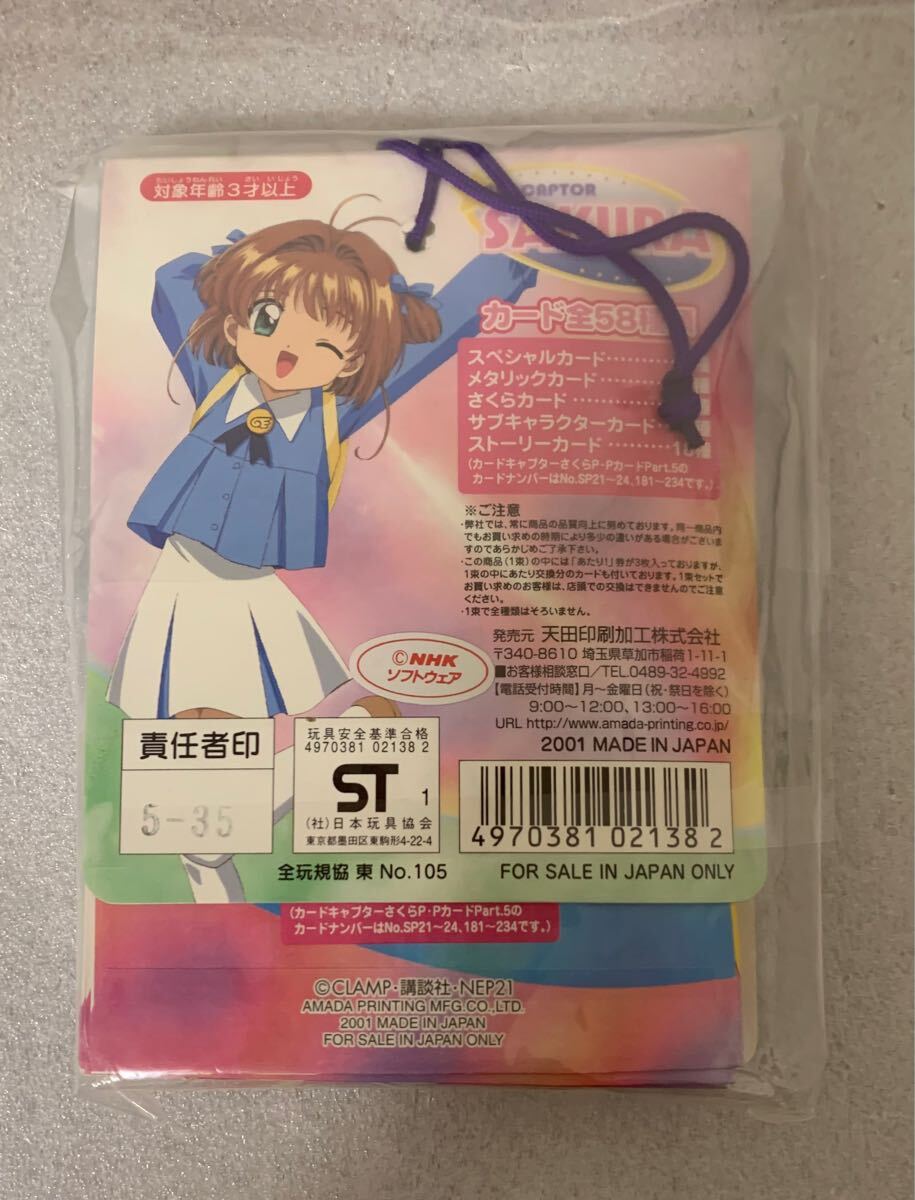 たいしょうねんれい さい いじょう
対象年齢3才以上
CAPTOR
SAKURA
カード全58種
スペシャルカード
メタリックカード
さくらカード
サブキャラクターカード
ストーリーカード
(カードキャプターさくらP・PカードPart.5の
カードナンバーはNo.SP21～24、181～234です。)
※ご注意
・弊社では、常に商品の品質向上に努めております。同一商品内
でもお買い求めの時期により多少の違いがある場合がございま
すのであらかじめご了承下さい。
・この商品(1束)の中には「あたり!」券が3枚入っておりますが、
1束の中にあたり交換分のカードも付いております。1束セットで
お買い求めのお客様は、店頭での交換はできませんのでご注意
ください。
・1束で全種類はそろいません。
発売元 天田印刷加工株式会社
〒340-8610 埼玉県草加市稲荷1-11-1
■お客様相談窓口／TEL.0489-32-4992
【電話受付時間】月～金曜日(祝・祭日を除く)
9:00～12:00、13:00～16:00
URL http://www.amada-printing.co.jp/
2001 MADE IN JAPAN
©NHK
ソフトウェア
責任者印
5-35
玩具安全基準合格
4970381 02138 2
ST 1
(社)日本玩具協会
東京都墨田区東駒形4-22-4
4970381 021382
全玩規協 東 No.105
FOR SALE IN JAPAN ONLY
(カードキャプターさくらP・PカードPart.5の
カードナンバーはNo.SP21～24、181～234です。)
©CLAMP・講談社・NEP21
AMADA PRINTING MFG.CO.,LTD.
2001 MADE IN JAPAN
FOR SALE IN JAPAN ONLY